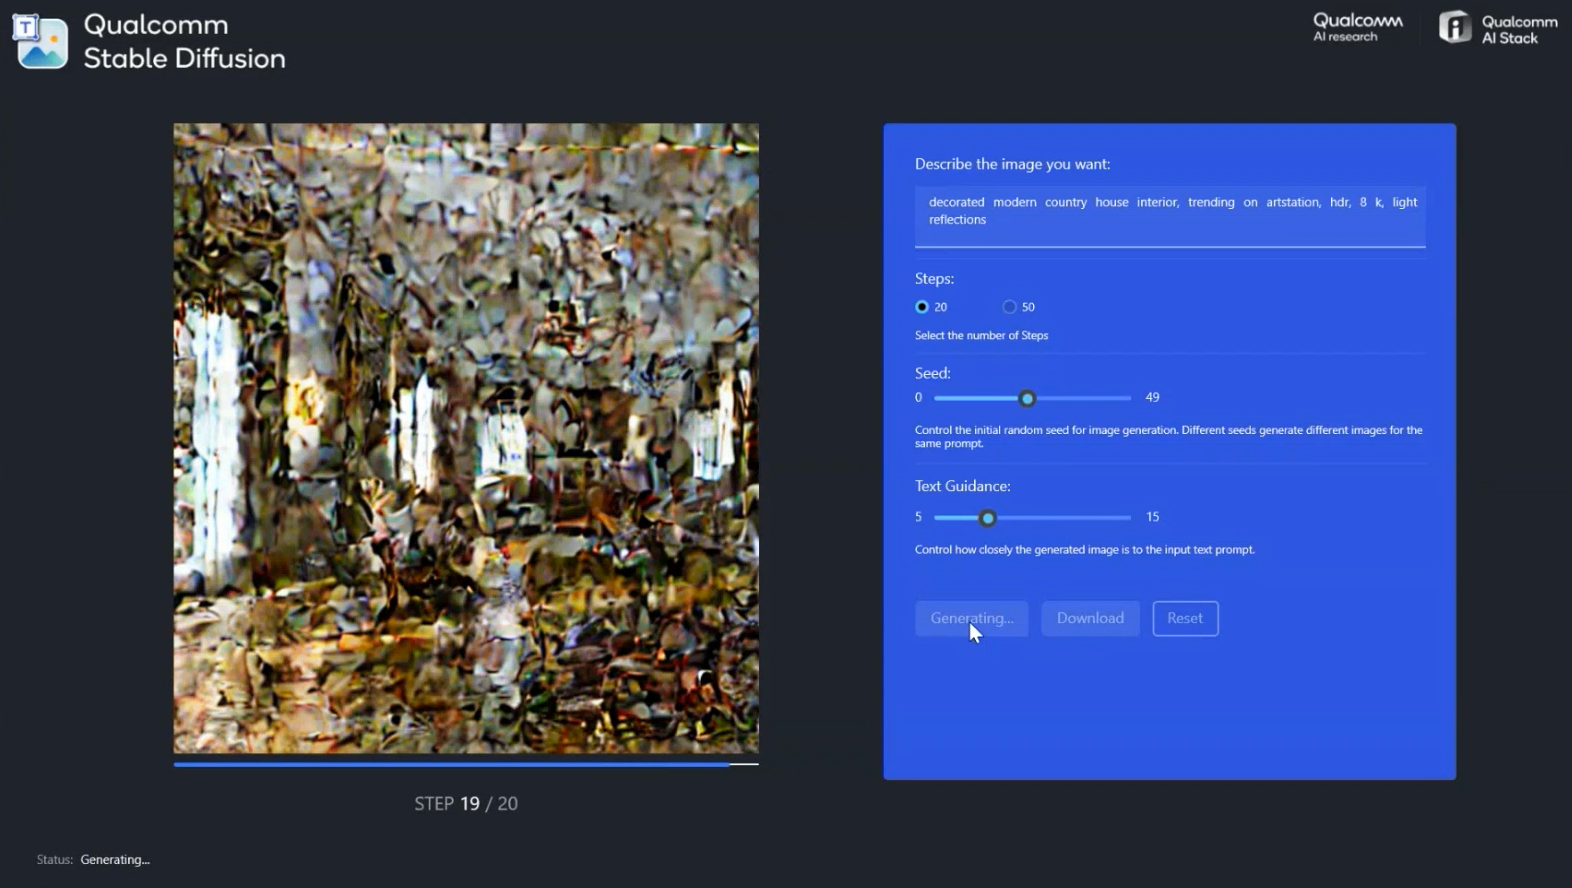 T
Qualcomm
Stable Diffusion
Qualcomm
AI research
Qualcomm
AI Stack
Describe the image you want:
decorated modern country house interior, trending on artstation, hdr, 8 k, light
reflections
Steps:
20 50
Select the number of Steps
Seed:
0 49
Control the initial random seed for image generation. Different seeds generate different images for the
same prompt.
Text Guidance:
5 15
Control how closely the generated image is to the input text prompt.
Generating... Download Reset
STEP 19 / 20
Status: Generating...